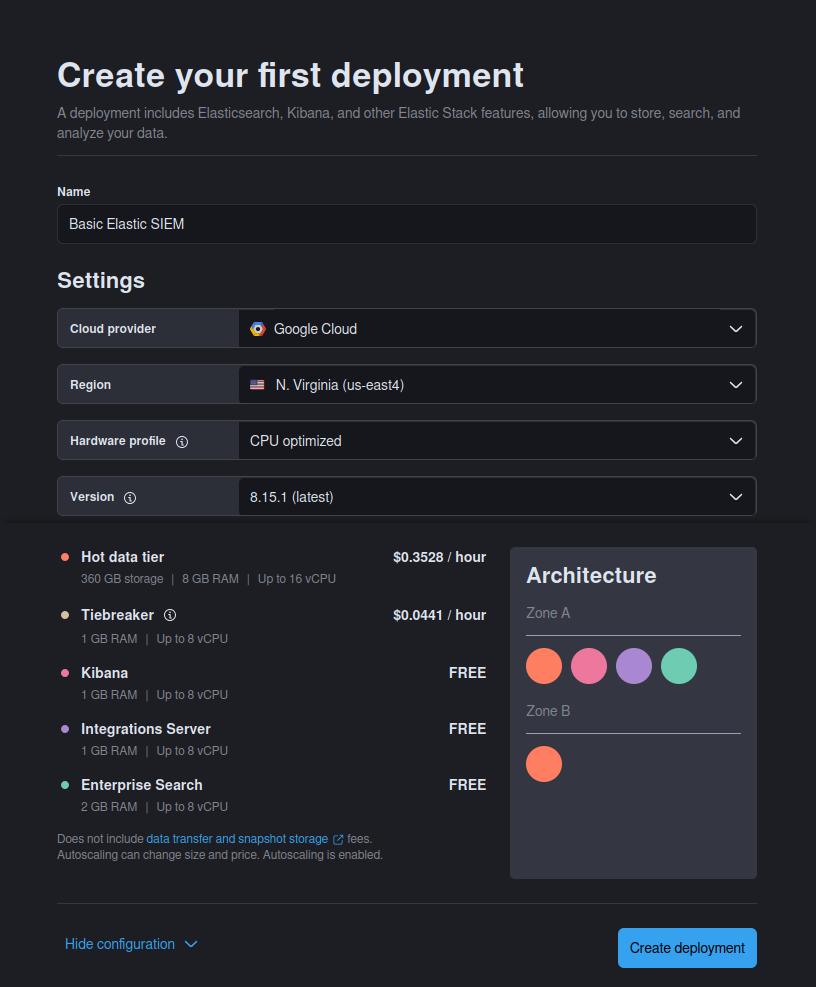 Create your first deployment
A deployment includes Elasticsearch, Kibana, and other Elastic Stack features, allowing you to store, search, and
analyze your data.
Name
Basic Elastic SIEM
Settings
Cloud provider Google Cloud
Region N. Virginia (us-east4)
Hardware profile CPU optimized
Version 8.15.1 (latest)
Hot data tier $0.3528 / hour
360 GB storage | 8 GB RAM | Up to 16 vCPU
Tiebreaker $0.0441 / hour
1 GB RAM | Up to 8 vCPU
Kibana FREE
1 GB RAM | Up to 8 vCPU
Integrations Server FREE
1 GB RAM | Up to 8 vCPU
Enterprise Search FREE
2 GB RAM | Up to 8 vCPU
Does not include data transfer and snapshot storage fees.
Autoscaling can change size and price. Autoscaling is enabled.
Architecture
Zone A
Zone B
Hide configuration
Create deployment